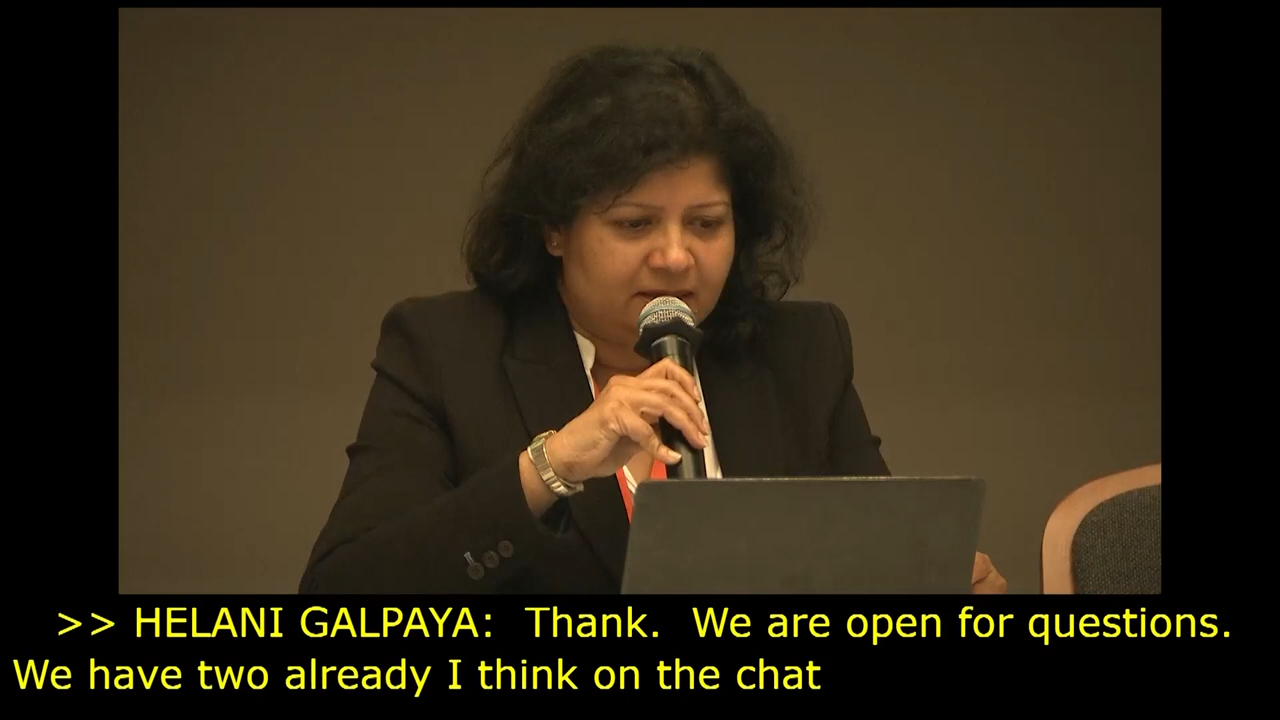 >> HELANI GALPAYA:  Thank.  We are open for questions.
We have two already I think on the chat